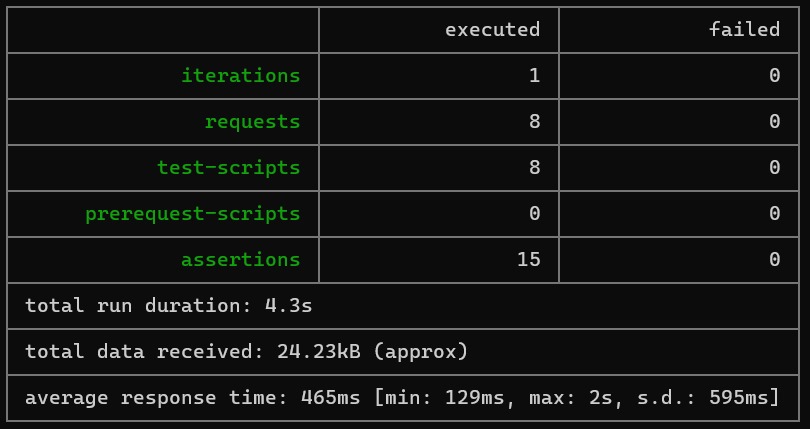 executed failed
iterations 1 0
requests 8 0
test-scripts 8 0
prerequest-scripts 0 0
assertions 15 0
total run duration: 4.3s
total data received: 24.23kB (approx)
average response time: 465ms [min: 129ms, max: 2s, s.d.: 595ms]